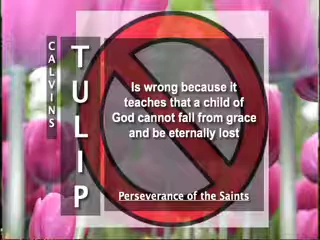 CALVINS
TULIP
Is wrong because it
teaches that a child of
God cannot fall from grace
and be eternally lost
Perseverance of the Saints